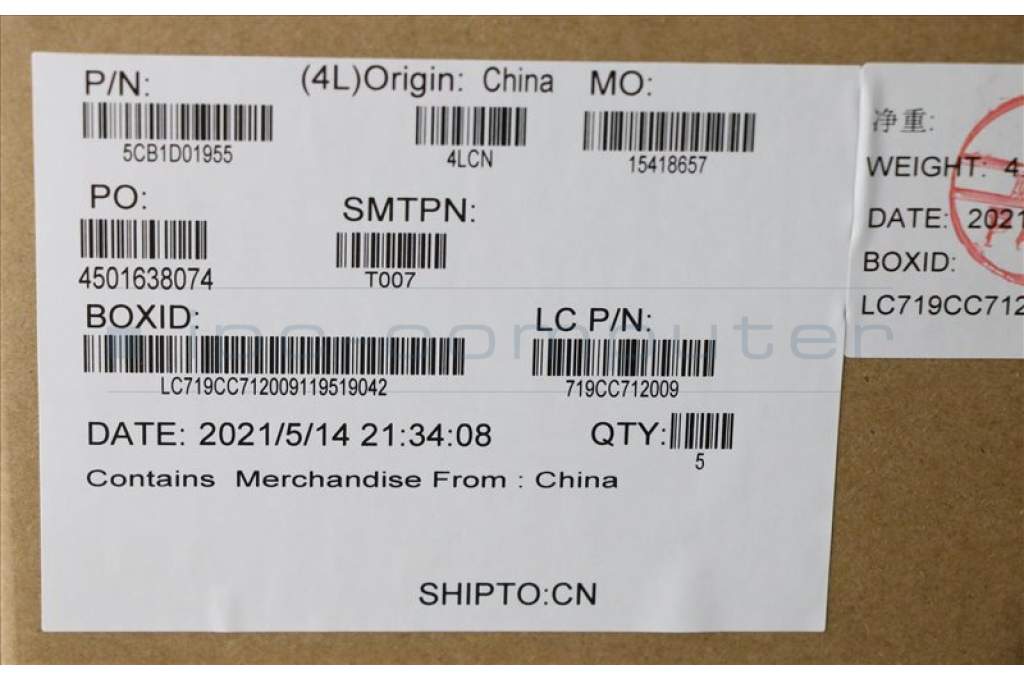 P/N: (4L)Origin: China MO:
5CB1D01955 4LCN 15418657
PO: SMTPN:
4501638074 T007
BOXID: LC P/N:
LC719CC712009119519042 719CC712009
DATE: 2021/5/14 21:34:08 QTY:
5
Contains Merchandise From : China
SHIPTO:CN
净重:
WEIGHT: 4
DATE: 2021
BOXID:
LC719CC712
ipc-computer